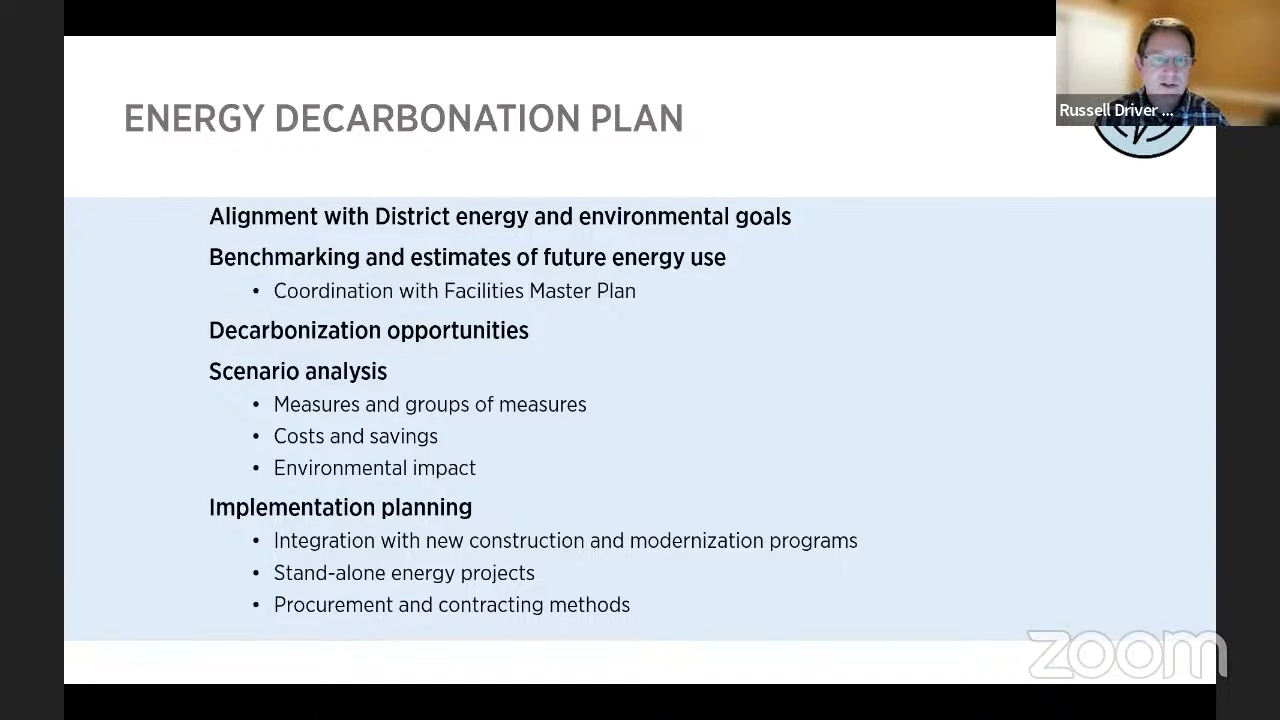 ENERGY DECARBONATION PLAN
Russell Driver ...
Alignment with District energy and environmental goals
Benchmarking and estimates of future energy use
• Coordination with Facilities Master Plan
Decarbonization opportunities
Scenario analysis
• Measures and groups of measures
• Costs and savings
• Environmental impact
Implementation planning
• Integration with new construction and modernization programs
• Stand-alone energy projects
• Procurement and contracting methods
zoom